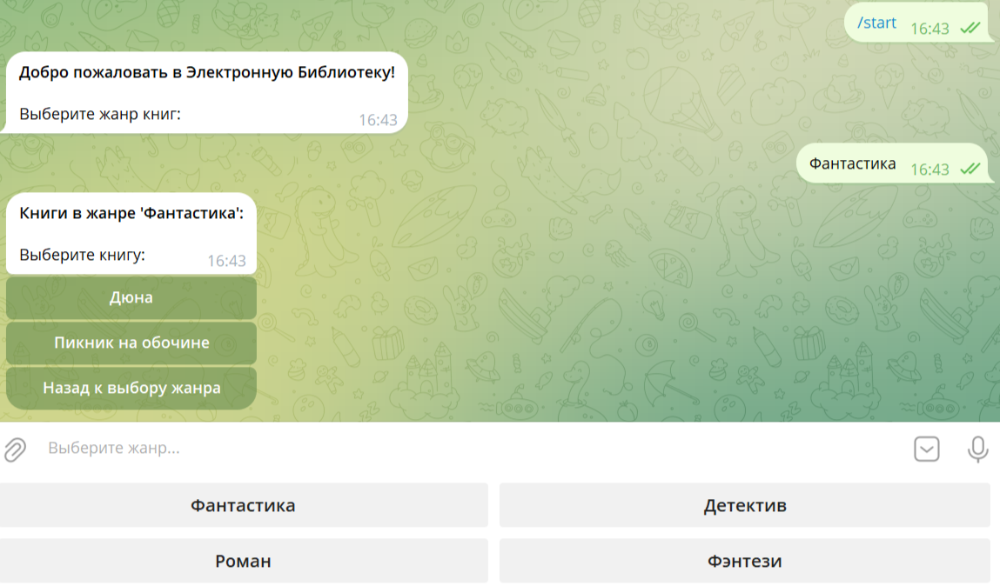 /start 16:43
Добро пожаловать в Электронную Библиотеку!
Выберите жанр книг: 16:43
Фантастика 16:43
Книги в жанре 'Фантастика':
Выберите книгу: 16:43
Дюна
Пикник на обочине
Назад к выбору жанра
Выберите жанр...
Фантастика
Детектив
Роман
Фэнтези